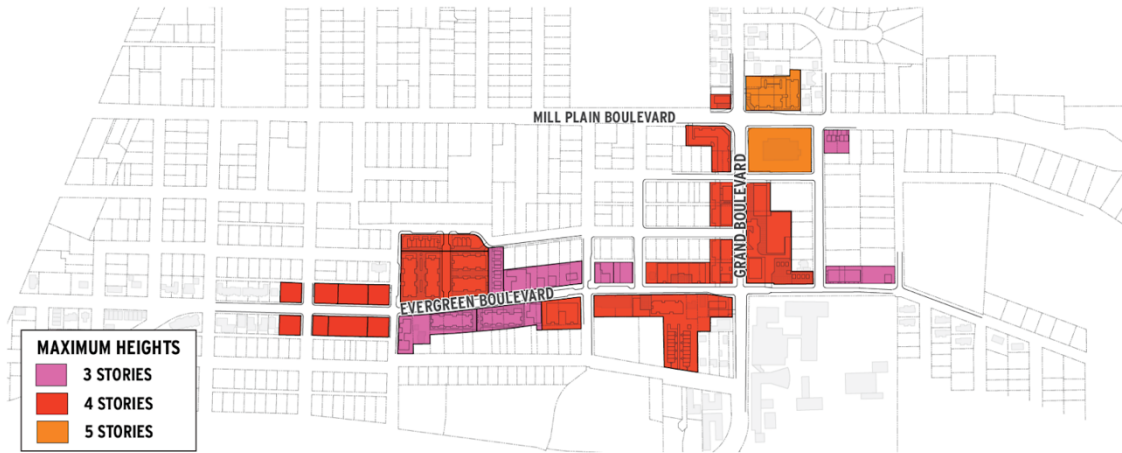 MILL PLAIN BOULEVARD
GRAND BOULEVARD
EVERGREEN BOULEVARD
MAXIMUM HEIGHTS
3 STORIES
4 STORIES
5 STORIES